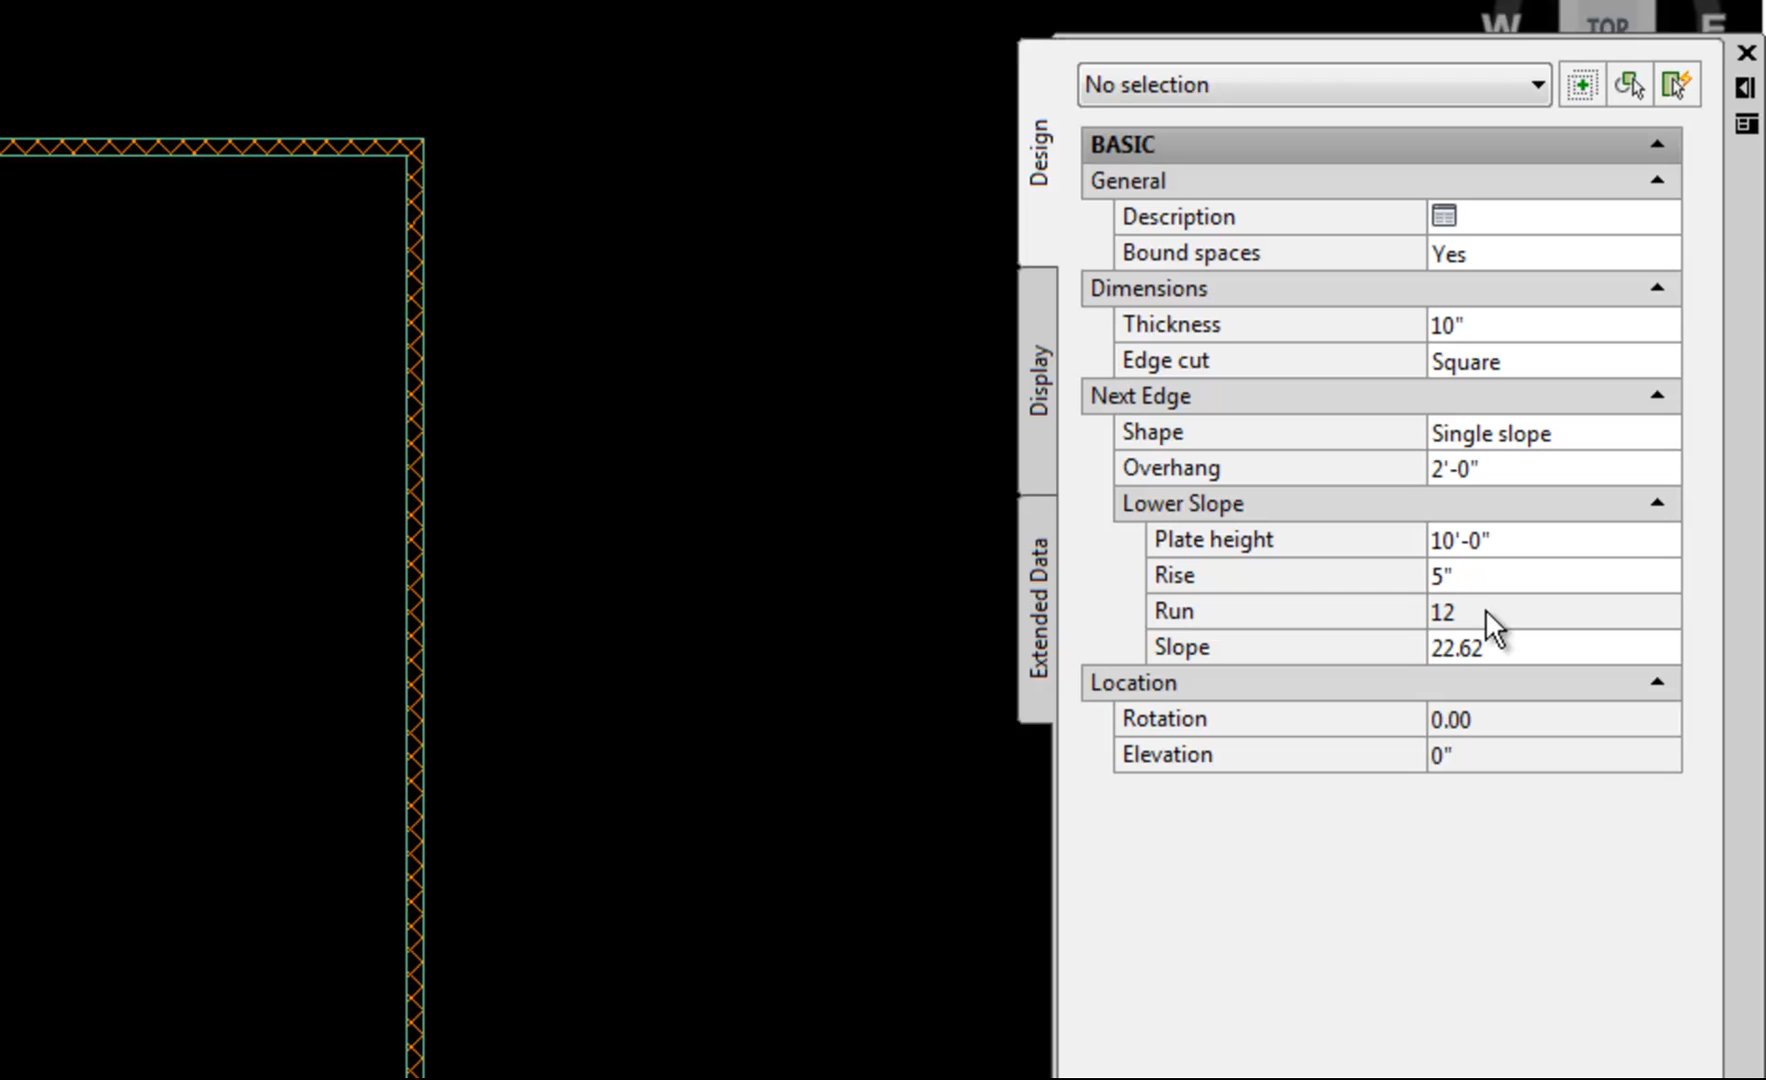 W TOP E
No selection
Design
Display
Extended Data
BASIC
General
Description
Bound spaces Yes
Dimensions
Thickness 10"
Edge cut Square
Next Edge
Shape Single slope
Overhang 2'-0"
Lower Slope
Plate height 10'-0"
Rise 5"
Run 12
Slope 22.62
Location
Rotation 0.00
Elevation 0"